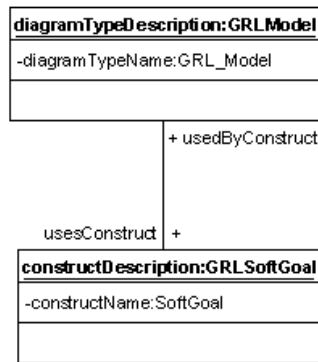 diagramTypeDescription:GRLModel
-diagramTypeName:GRL_Model
+ usedByConstruct
usesConstruct +
constructDescription:GRLSoftGoal
-constructName:SoftGoal